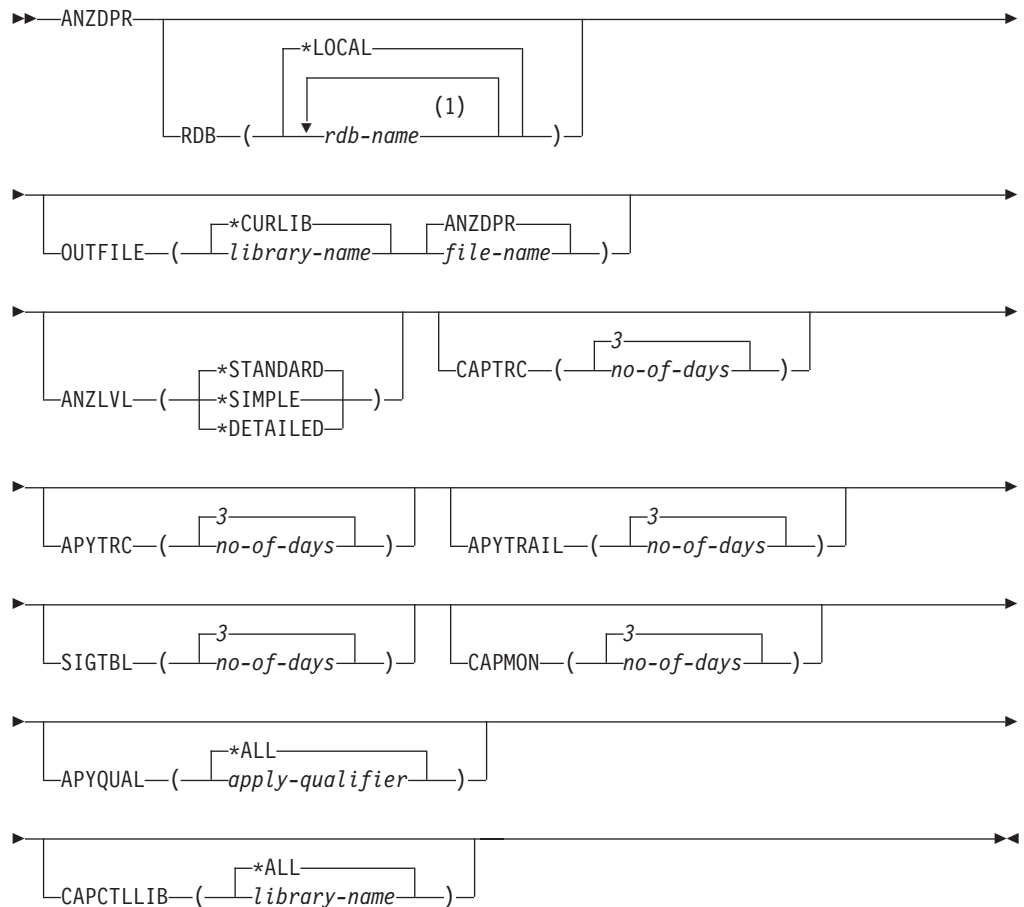 ANZDPR
*LOCAL
(1)
RDB ( rdb-name )
*CURLIB ANZDPR
OUTFILE ( library-name file-name )
*STANDARD 3
ANZLVL ( *SIMPLE ) CAPTRC ( no-of-days )
*DETAILED
3 3
APYTRC ( no-of-days ) APYTRAIL ( no-of-days )
3 3
SIGTBL ( no-of-days ) CAPMON ( no-of-days )
*ALL
APYQUAL ( apply-qualifier )
*ALL
CAPCTLLIB ( library-name )